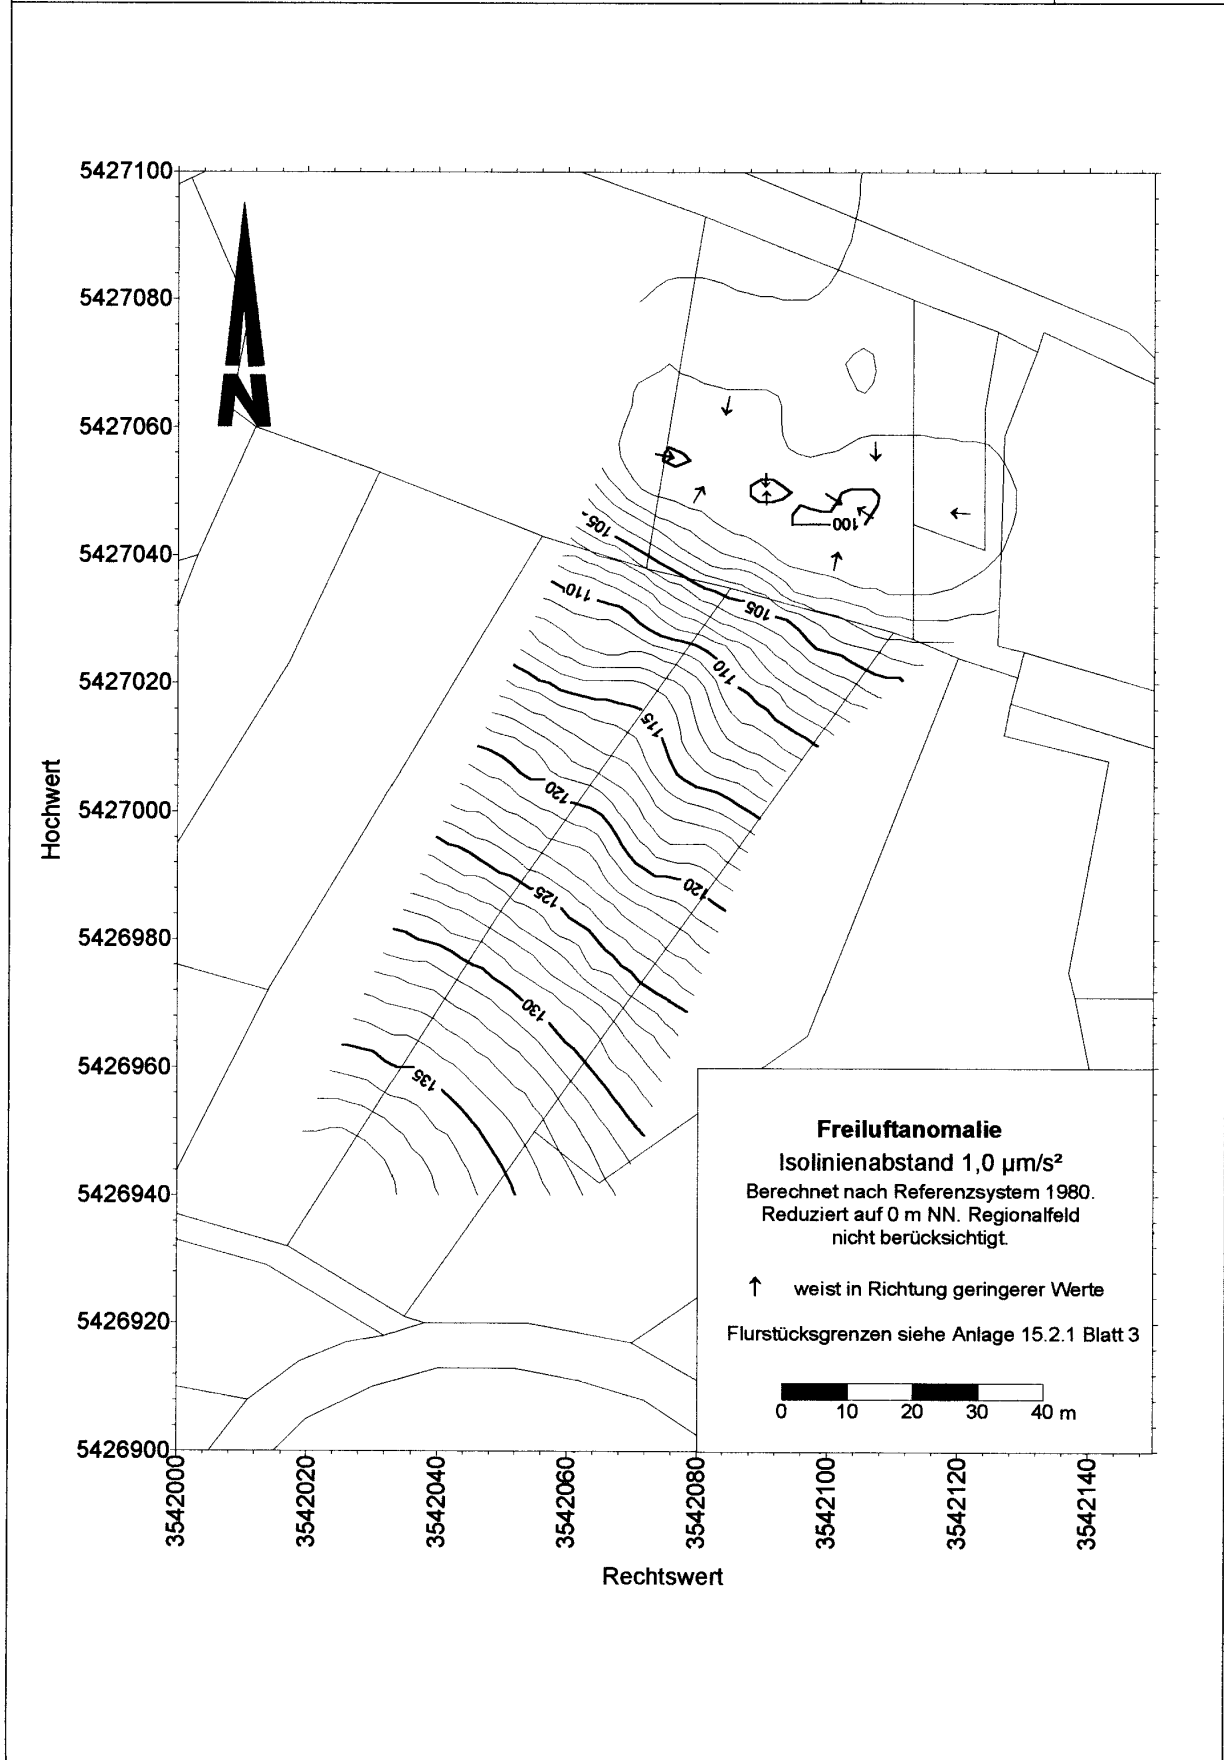 5427100
5427080
5427060
5427040
5427020
5427000
5426980
5426960
5426940
5426920
5426900
Hochwert
N
100
105
105
110
110
115
120
120
125
130
135
Freiluftanomalie
Isolinienabstand 1,0 µm/s²
Berechnet nach Referenzsystem 1980.
Reduziert auf 0 m NN. Regionalfeld
nicht berücksichtigt.
↑ weist in Richtung geringerer Werte
Flurstücksgrenzen siehe Anlage 15.2.1 Blatt 3
0 10 20 30 40 m
3542000 3542020 3542040 3542060 3542080 3542100 3542120 3542140
Rechtswert